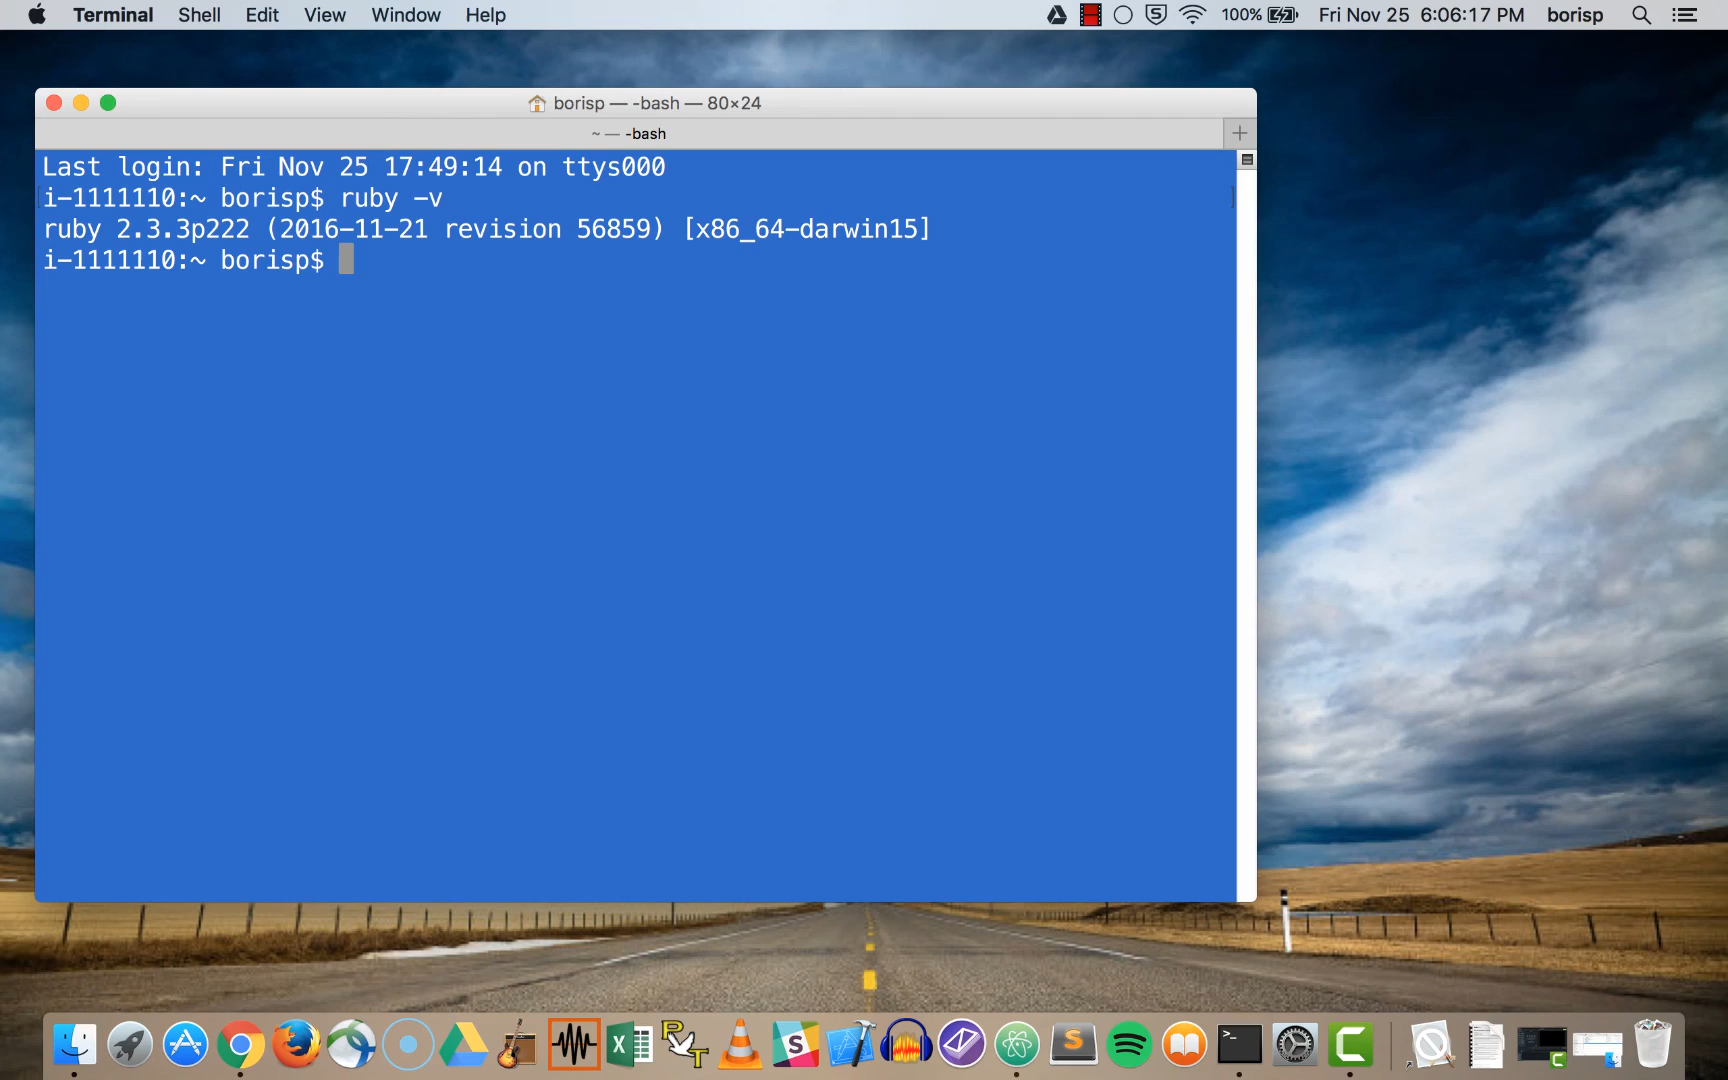 Terminal Shell Edit View Window Help 100% Fri Nov 25 6:06:17 PM borisp
borisp — -bash — 80×24
~ — -bash
Last login: Fri Nov 25 17:49:14 on ttys000
i-1111110:~ borisp$ ruby -v
ruby 2.3.3p222 (2016-11-21 revision 56859) [x86_64-darwin15]
i-1111110:~ borisp$